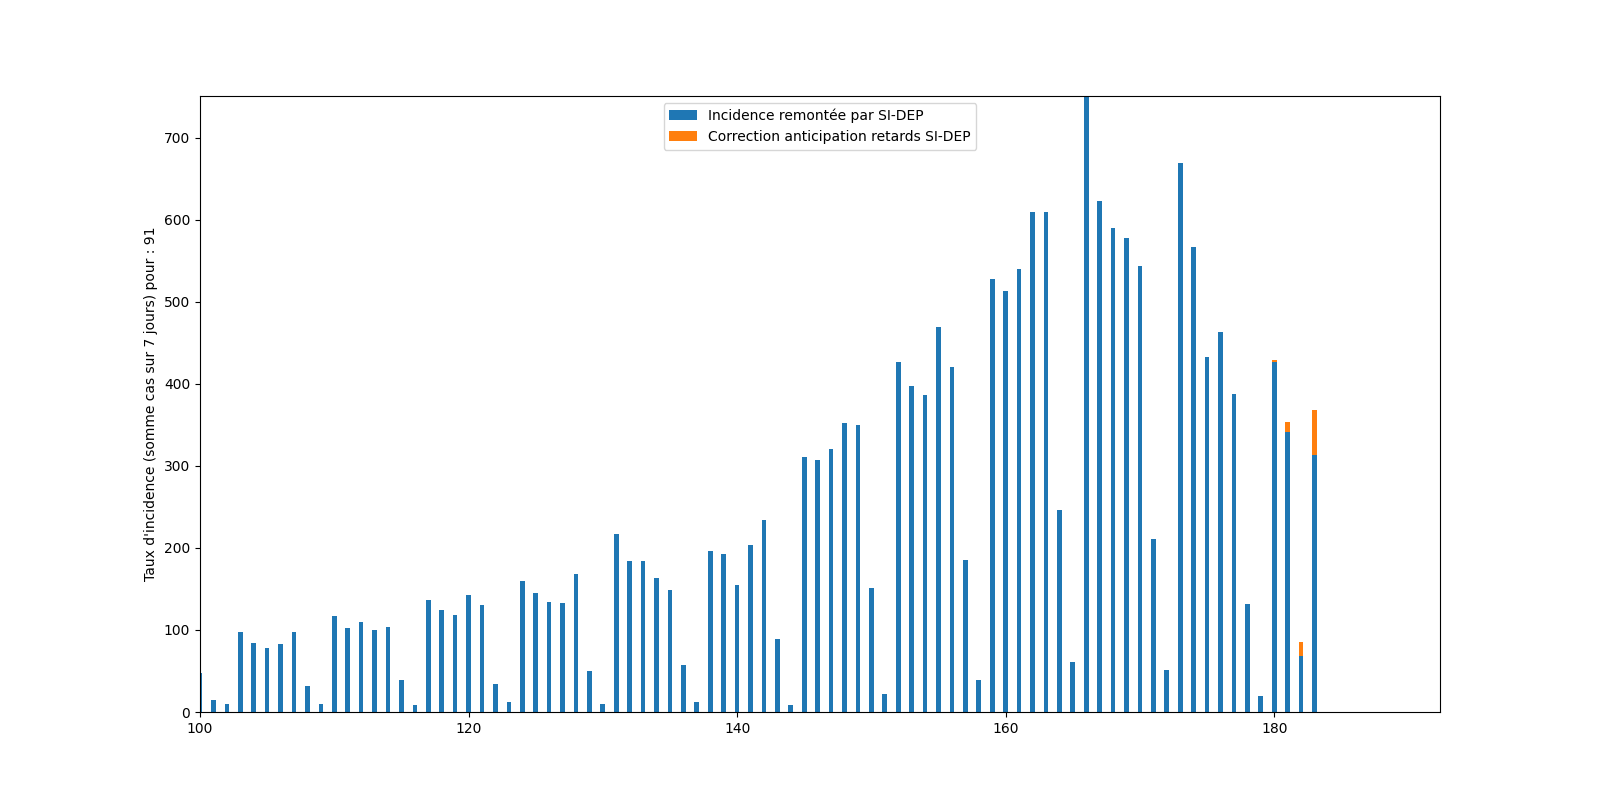 Incidence remontée par SI-DEP
Correction anticipation retards SI-DEP
Taux d'incidence (somme cas sur 7 jours) pour : 91
700
600
500
400
300
200
100
0
100 120 140 160 180